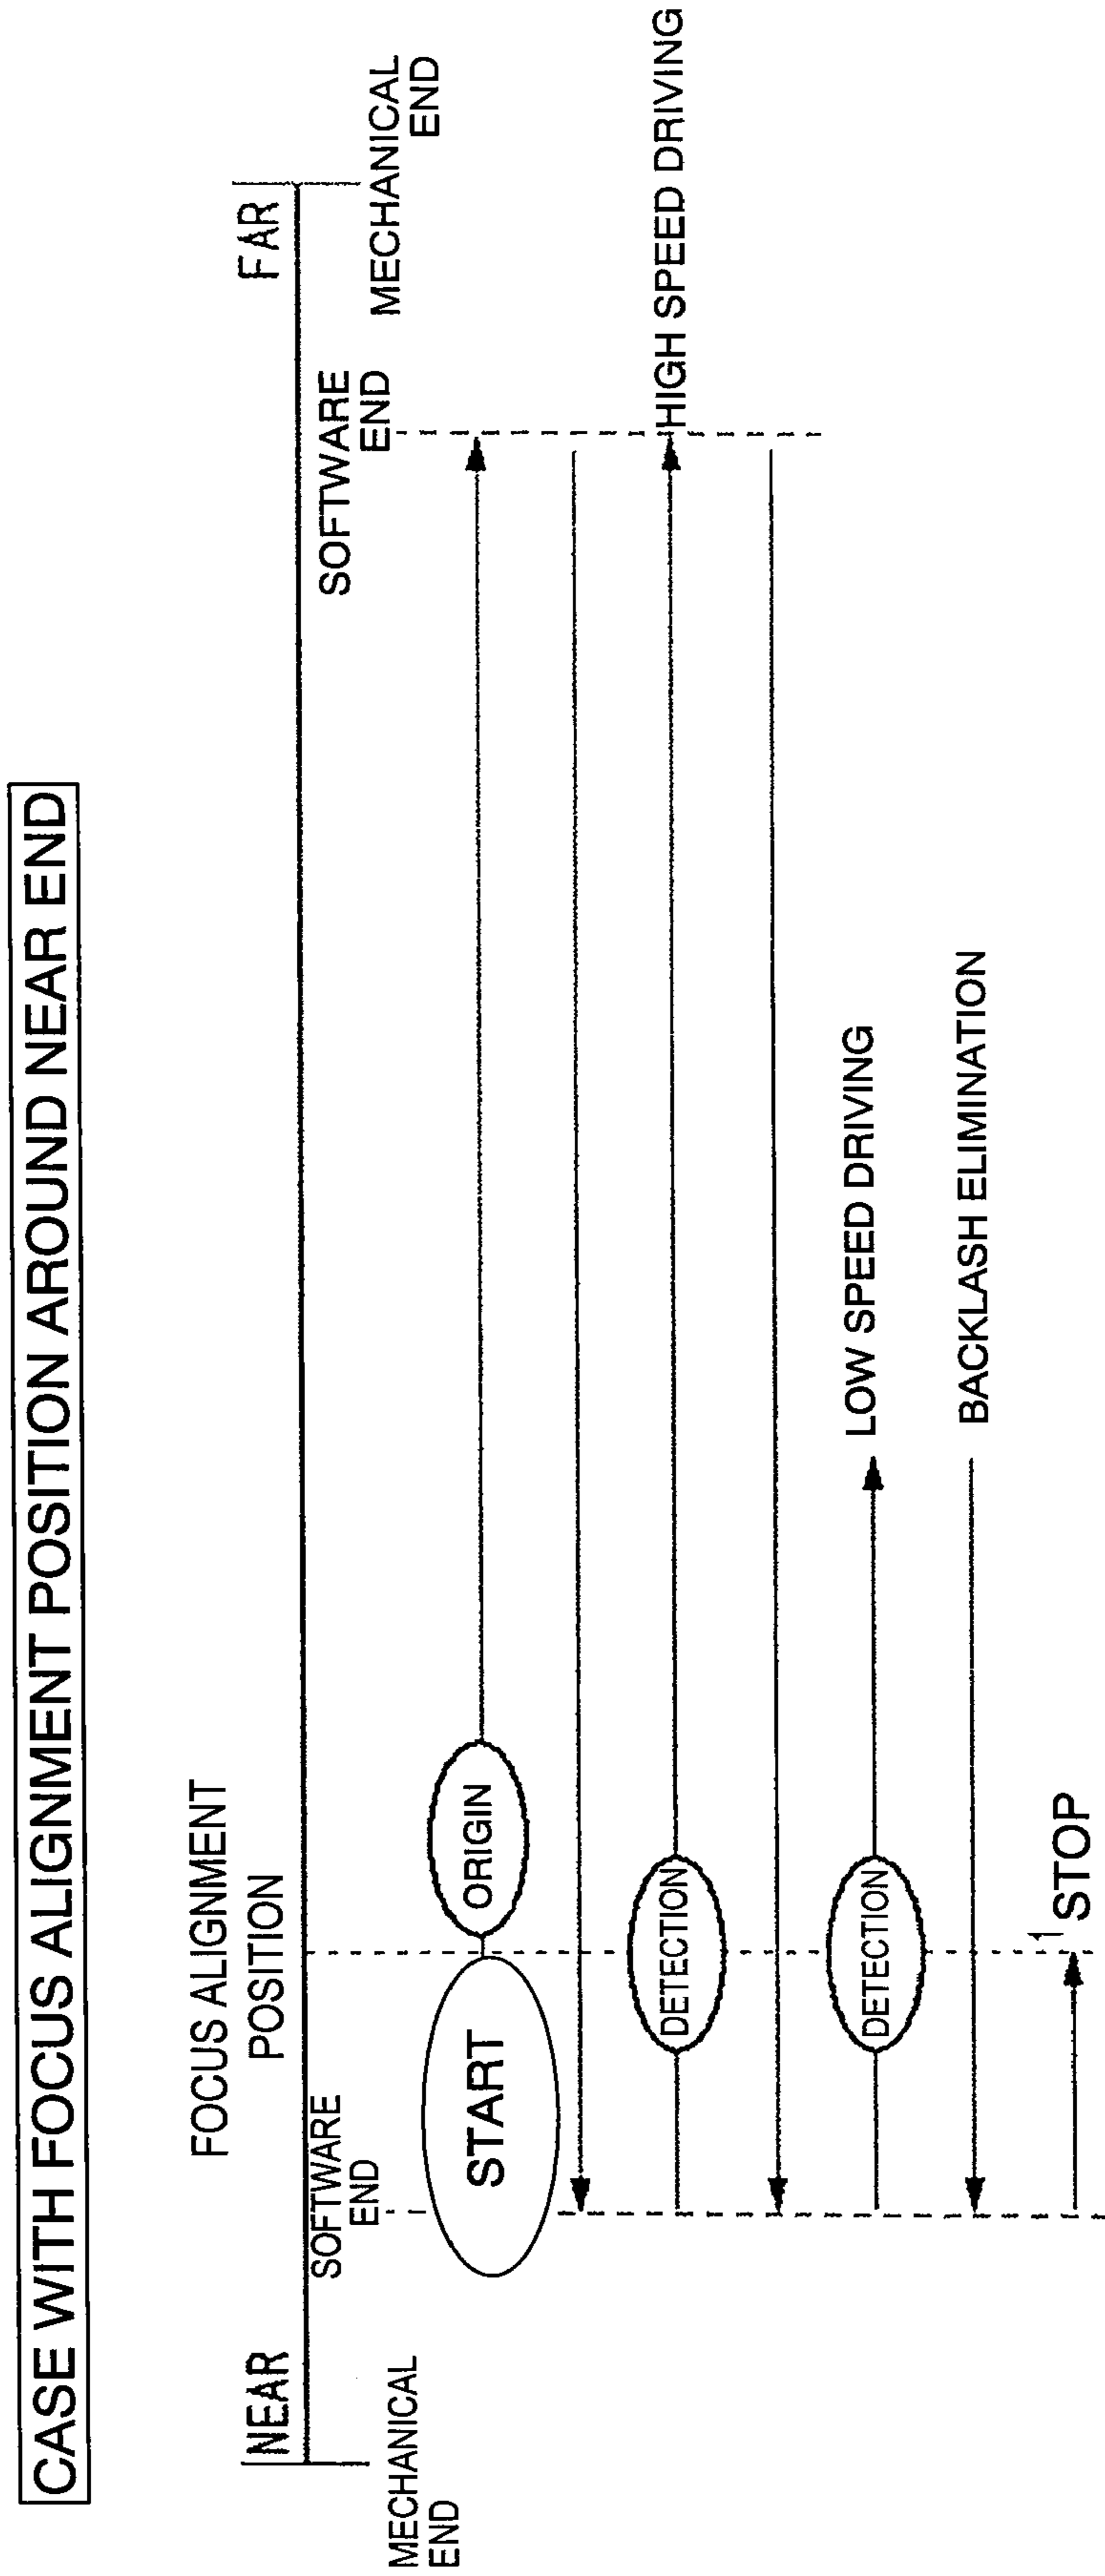 CASE WITH FOCUS ALIGNMENT POSITION AROUND NEAR END
FOCUS ALIGNMENT
POSITION
NEAR
FAR
MECHANICAL
END
SOFTWARE
END
SOFTWARE
END
MECHANICAL
END
START
ORIGIN
DETECTION
HIGH SPEED DRIVING
DETECTION
LOW SPEED DRIVING
BACKLASH ELIMINATION
STOP